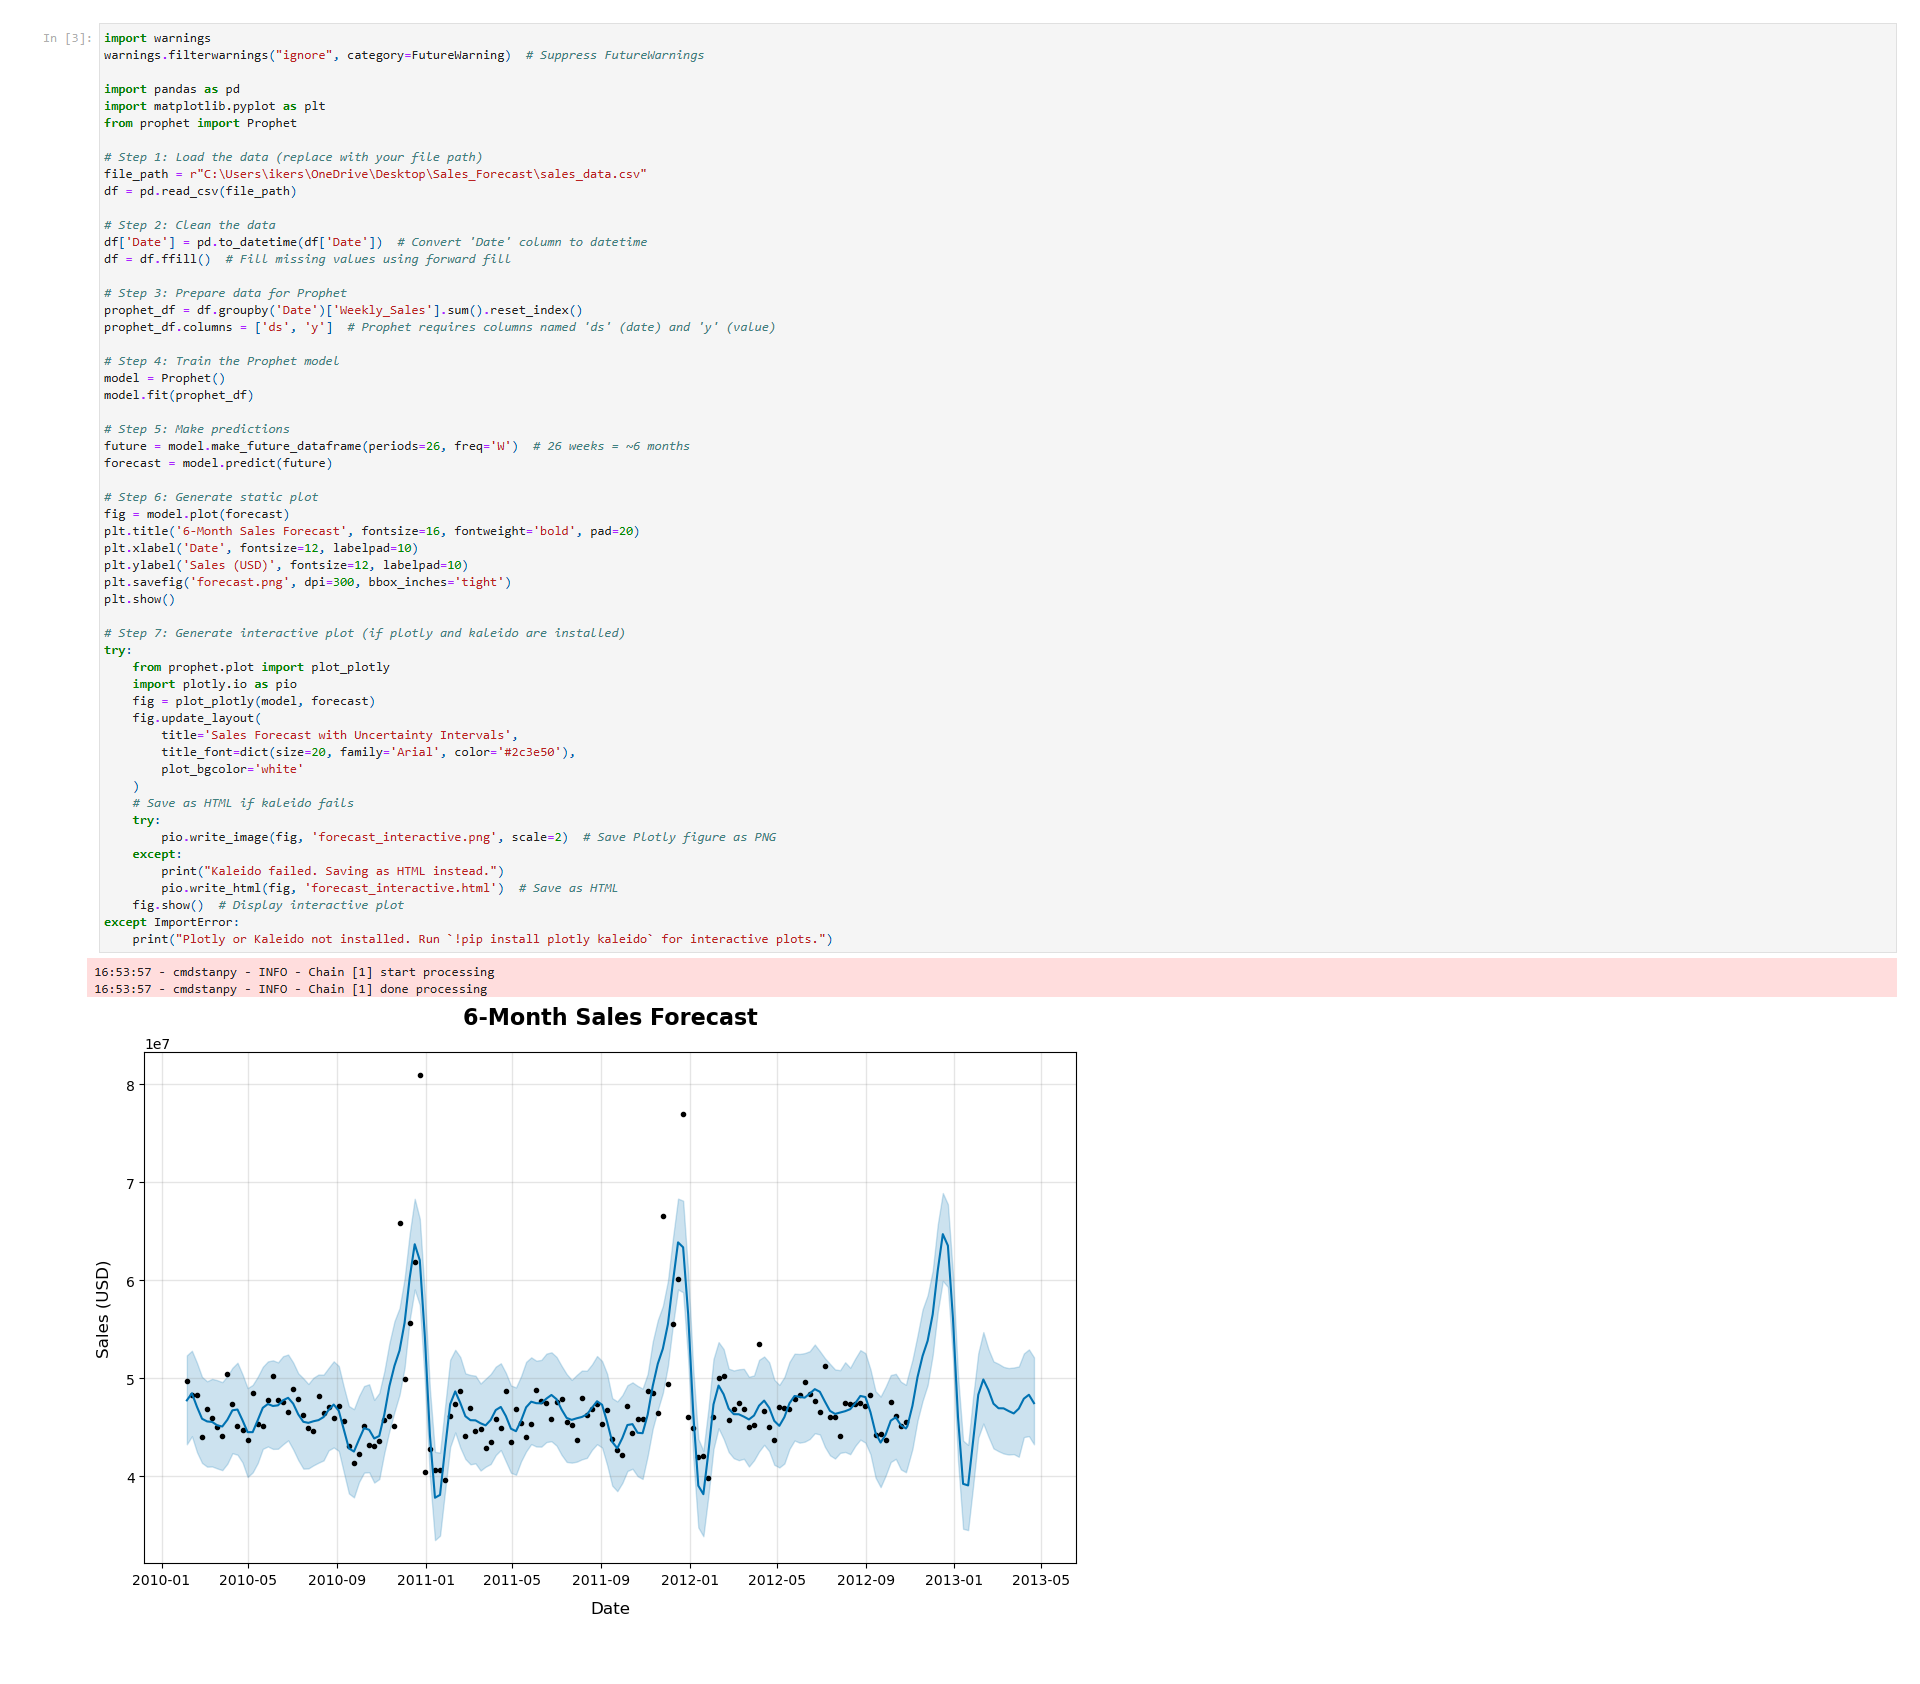 In [3]:
import warnings
warnings.filterwarnings("ignore", category=FutureWarning)  # Suppress FutureWarnings

import pandas as pd
import matplotlib.pyplot as plt
from prophet import Prophet

# Step 1: Load the data (replace with your file path)
file_path = r"C:\Users\ikers\OneDrive\Desktop\Sales_Forecast\sales_data.csv"
df = pd.read_csv(file_path)

# Step 2: Clean the data
df['Date'] = pd.to_datetime(df['Date'])  # Convert 'Date' column to datetime
df = df.ffill()  # Fill missing values using forward fill

# Step 3: Prepare data for Prophet
prophet_df = df.groupby('Date')['Weekly_Sales'].sum().reset_index()
prophet_df.columns = ['ds', 'y']  # Prophet requires columns named 'ds' (date) and 'y' (value)

# Step 4: Train the Prophet model
model = Prophet()
model.fit(prophet_df)

# Step 5: Make predictions
future = model.make_future_dataframe(periods=26, freq='W')  # 26 weeks = ~6 months
forecast = model.predict(future)

# Step 6: Generate static plot
fig = model.plot(forecast)
plt.title('6-Month Sales Forecast', fontsize=16, fontweight='bold', pad=20)
plt.xlabel('Date', fontsize=12, labelpad=10)
plt.ylabel('Sales (USD)', fontsize=12, labelpad=10)
plt.savefig('forecast.png', dpi=300, bbox_inches='tight')
plt.show()

# Step 7: Generate interactive plot (if plotly and kaleido are installed)
try:
    from prophet.plot import plot_plotly
    import plotly.io as pio
    fig = plot_plotly(model, forecast)
    fig.update_layout(
        title='Sales Forecast with Uncertainty Intervals',
        title_font=dict(size=20, family='Arial', color='#2c3e50'),
        plot_bgcolor='white'
    )
    # Save as HTML if kaleido fails
    try:
        pio.write_image(fig, 'forecast_interactive.png', scale=2)  # Save Plotly figure as PNG
    except:
        print("Kaleido failed. Saving as HTML instead.")
        pio.write_html(fig, 'forecast_interactive.html')  # Save as HTML
    fig.show()  # Display interactive plot
except ImportError:
    print("Plotly or Kaleido not installed. Run `!pip install plotly kaleido` for interactive plots.")
16:53:57 - cmdstanpy - INFO - Chain [1] start processing
16:53:57 - cmdstanpy - INFO - Chain [1] done processing
6-Month Sales Forecast
1e7
8
7
6
5
4
Sales (USD)
2010-01 2010-05 2010-09 2011-01 2011-05 2011-09 2012-01 2012-05 2012-09 2013-01 2013-05
Date